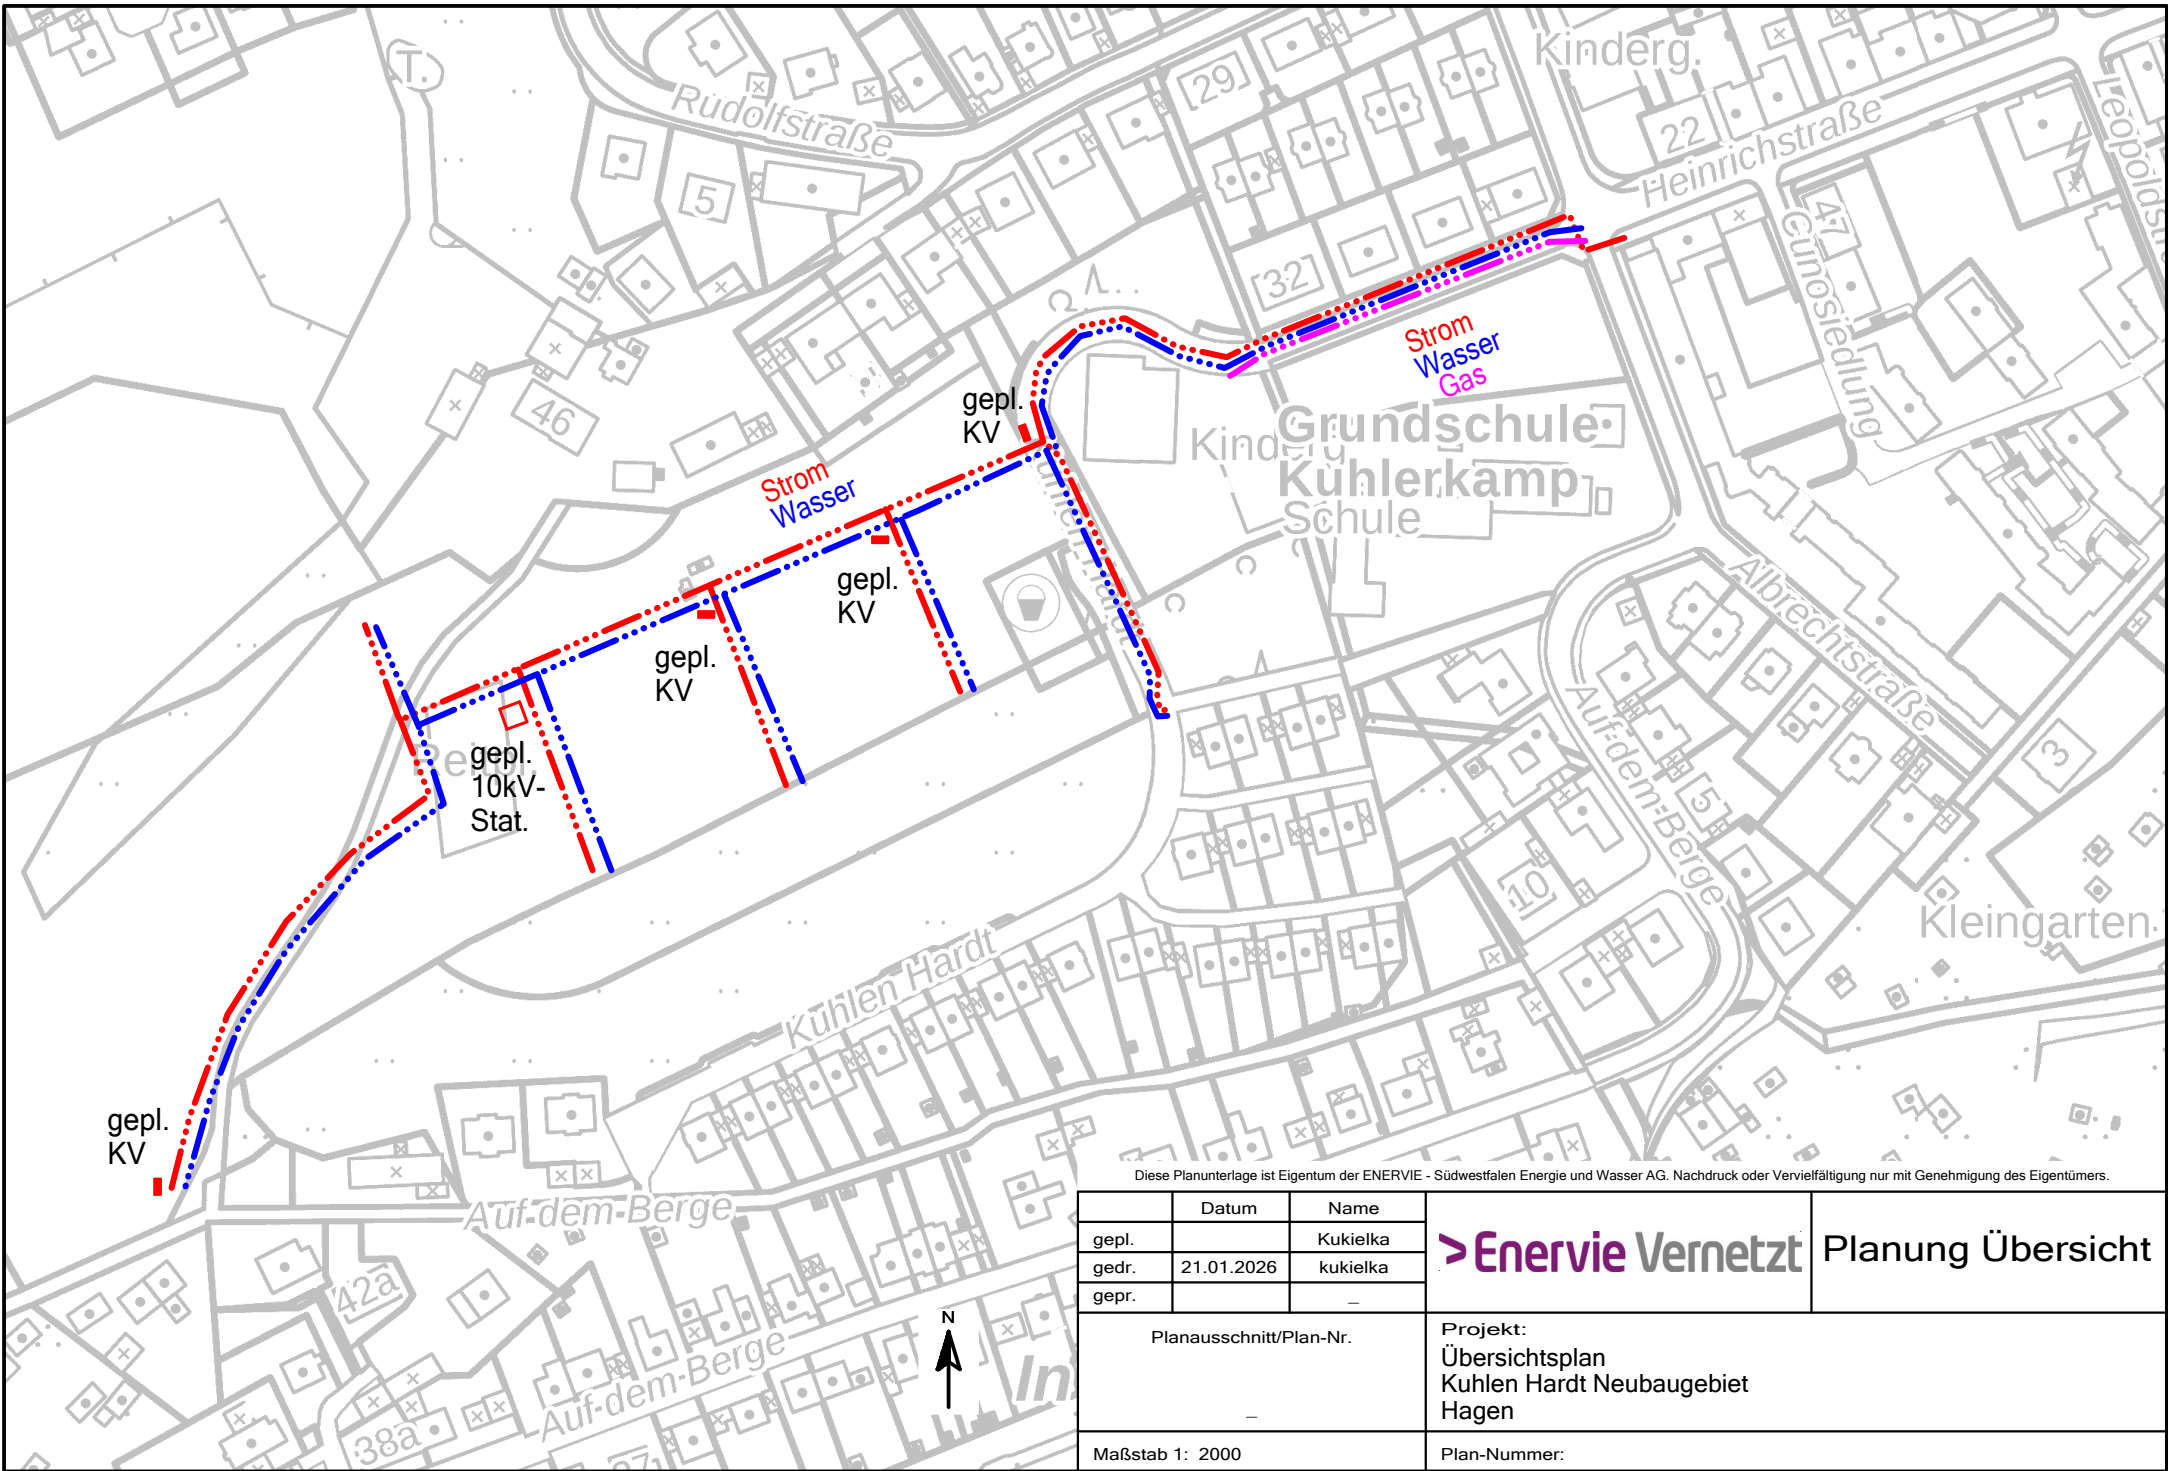 T.
Rudolfstraße
5
29
Kinderg.
22
Heinrichstraße
47
Cunosiedlung
32
46
Strom
Wasser
Gas
gepl.
KV
Grundschule
Kuhlerkamp
Schule
Strom
Wasser
gepl.
KV
gepl.
KV
gepl.
10kV-
Stat.
Albrechtstraße
Auf-dem-Berge
3
15
10
Kleingarten
Kuhlen Hardt
gepl.
KV
Auf-dem-Berge
42a
38a
Auf-dem-Berge
37
N
Diese Planunterlage ist Eigentum der ENERVIE - Südwestfalen Energie und Wasser AG. Nachdruck oder Vervielfältigung nur mit Genehmigung des Eigentümers.
Datum Name
gepl. Kukielka
gedr. 21.01.2026 kukielka
gepr. _
>Enervie Vernetzt
Planung Übersicht
Planausschnitt/Plan-Nr.
_
Projekt:
Übersichtsplan
Kuhlen Hardt Neubaugebiet
Hagen
Maßstab 1: 2000
Plan-Nummer: